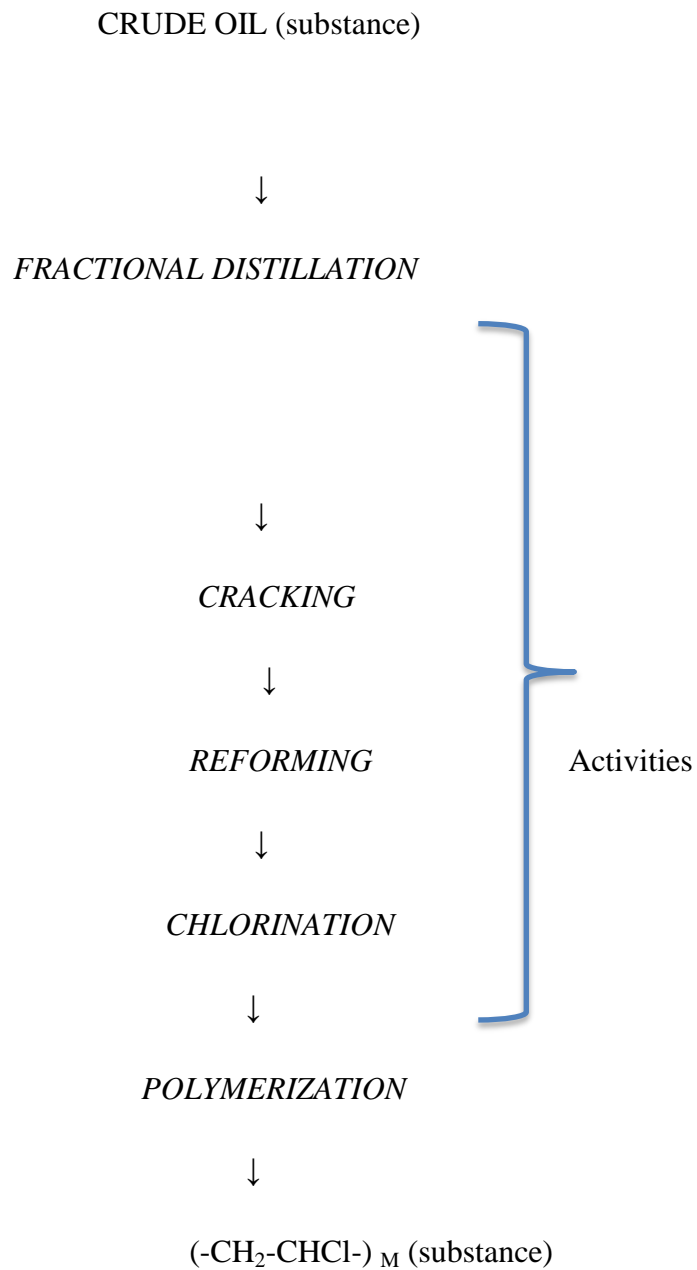 CRUDE OIL (substance)
↓
FRACTIONAL DISTILLATION
↓
CRACKING
↓
REFORMING
Activities
↓
CHLORINATION
↓
POLYMERIZATION
↓
(-CH₂-CHCl-) M (substance)